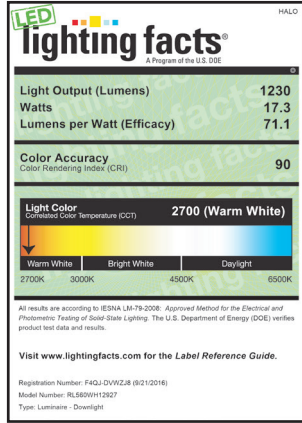 HALO
LED
lighting facts®
A Program of the U.S. DOE
Light Output (Lumens) 1230
Watts 17.3
Lumens per Watt (Efficacy) 71.1
Color Accuracy
Color Rendering Index (CRI) 90
Light Color
Correlated Color Temperature (CCT) 2700 (Warm White)
Warm White Bright White Daylight
2700K 3000K 4500K 6500K
All results are according to IESNA LM-79-2008: Approved Method for the Electrical and
Photometric Testing of Solid-State Lighting. The U.S. Department of Energy (DOE) verifies
product test data and results.
Visit www.lightingfacts.com for the Label Reference Guide.
Registration Number: F4QJ-DVWZJ8 (9/21/2016)
Model Number: RL560WH12927
Type: Luminaire - Downlight